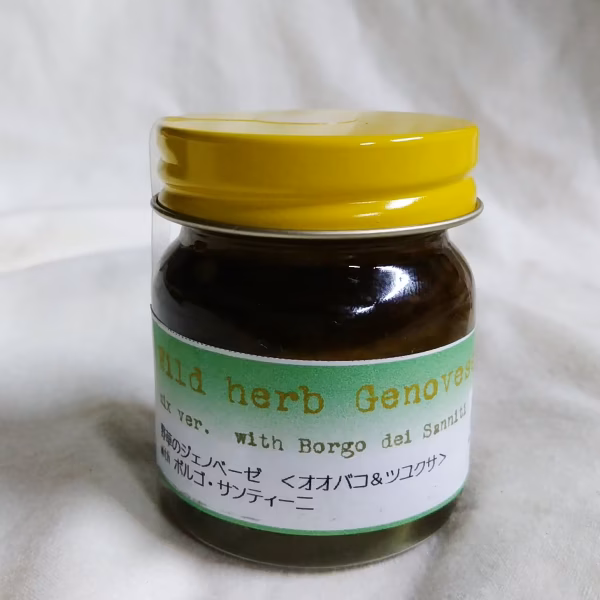 Wild herb Genoves
mix ver. with Borgo dei Sanniti
野草のジェノベーゼ <オオバコ&ツユクサ>
with ボルゴ・サンティーニ